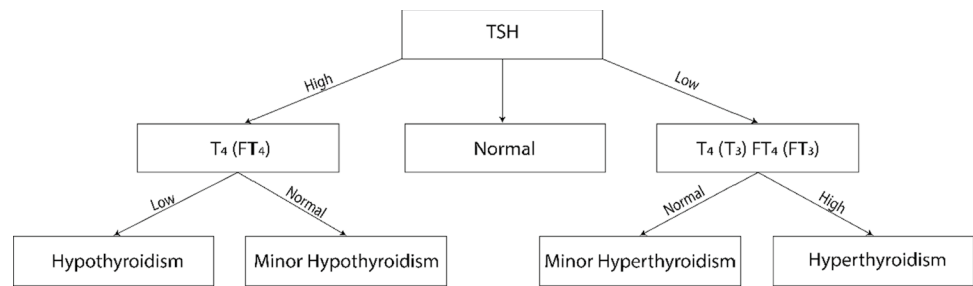 TSH
High
Low
T₄ (FT₄)
Normal
T₄ (T₃) FT₄ (FT₃)
Low
Normal
Normal
High
Hypothyroidism
Minor Hypothyroidism
Minor Hyperthyroidism
Hyperthyroidism